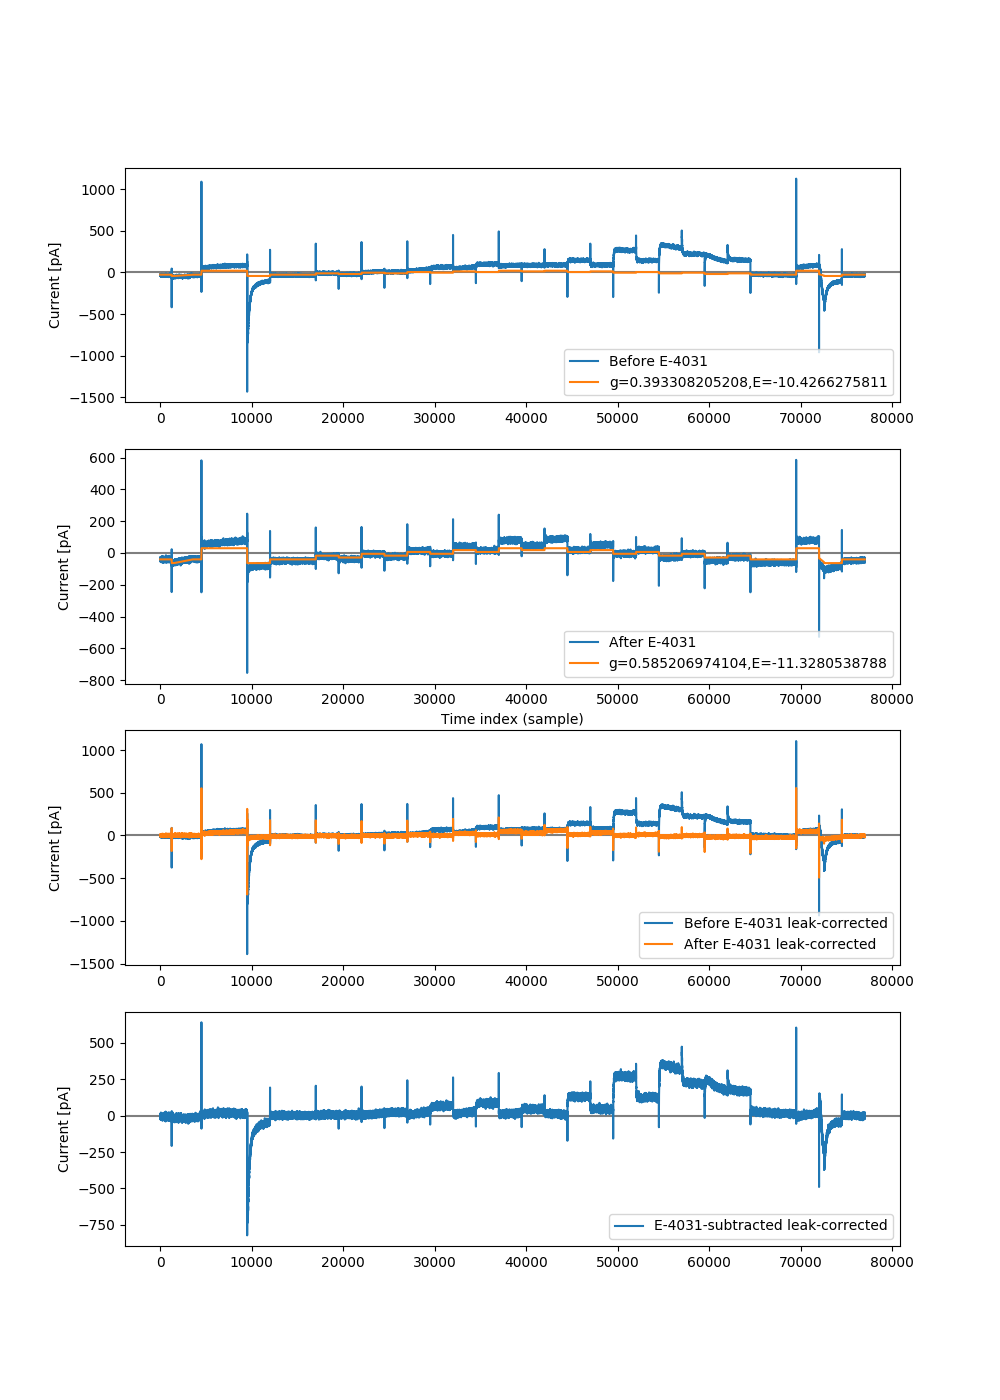 1000
500
0
−500
−1000
−1500
Current [pA]
Before E-4031
g=0.393308205208,E=-10.4266275811
0 10000 20000 30000 40000 50000 60000 70000 80000
600
400
200
0
−200
−400
−600
−800
Current [pA]
After E-4031
g=0.585206974104,E=-11.3280538788
0 10000 20000 30000 40000 50000 60000 70000 80000
Time index (sample)
1000
500
0
−500
−1000
−1500
Current [pA]
Before E-4031 leak-corrected
After E-4031 leak-corrected
0 10000 20000 30000 40000 50000 60000 70000 80000
500
250
0
−250
−500
−750
Current [pA]
E-4031-subtracted leak-corrected
0 10000 20000 30000 40000 50000 60000 70000 80000